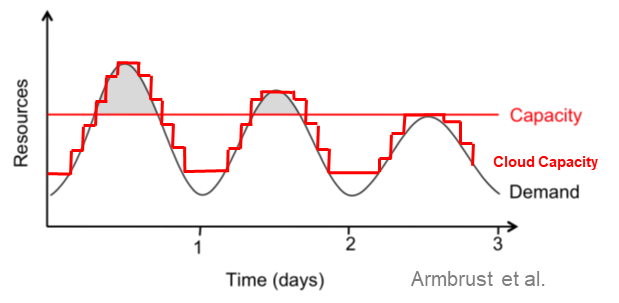 Resources
Capacity
Cloud Capacity
Demand
1
2
3
Time (days)
Armbrust et al.